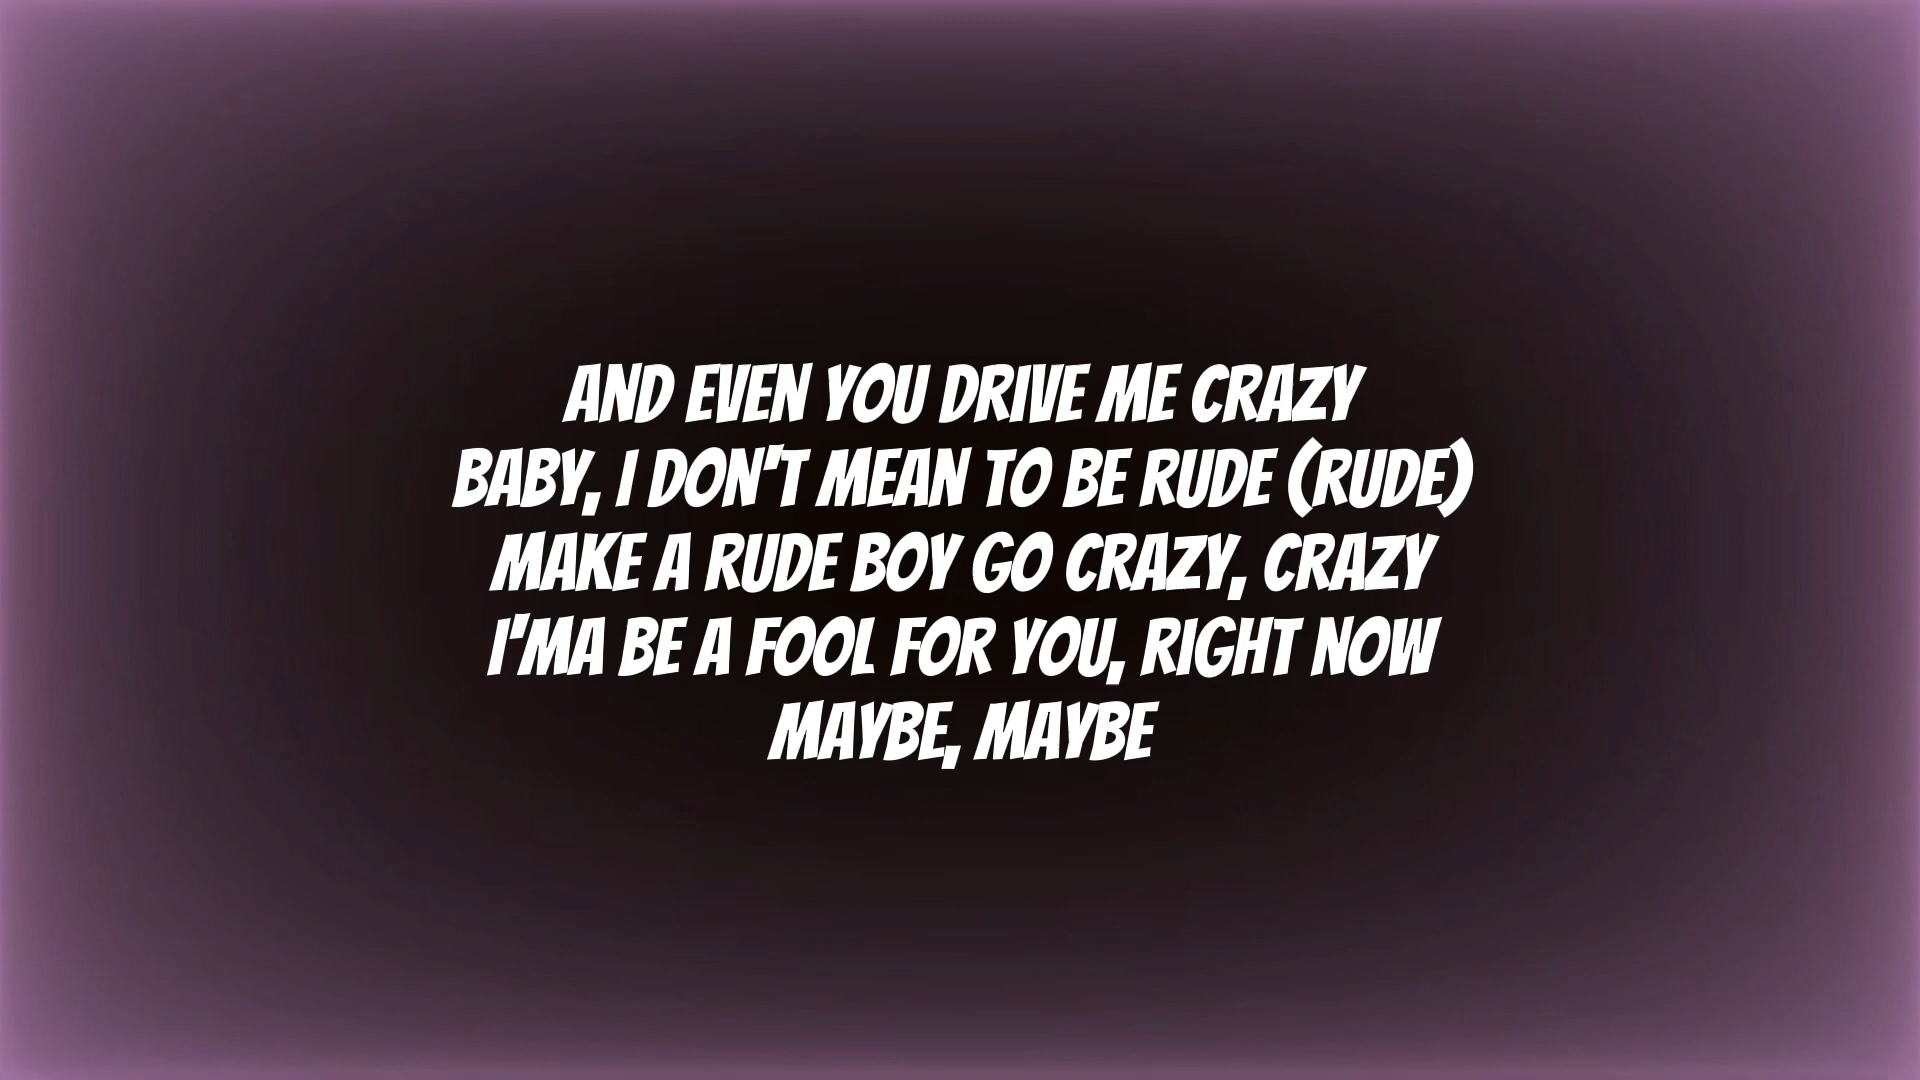 AND EVEN YOU DRIVE ME CRAZY
BABY, I DON'T MEAN TO BE RUDE (RUDE)
MAKE A RUDE BOY GO CRAZY, CRAZY
I'MA BE A FOOL FOR YOU, RIGHT NOW
MAYBE, MAYBE